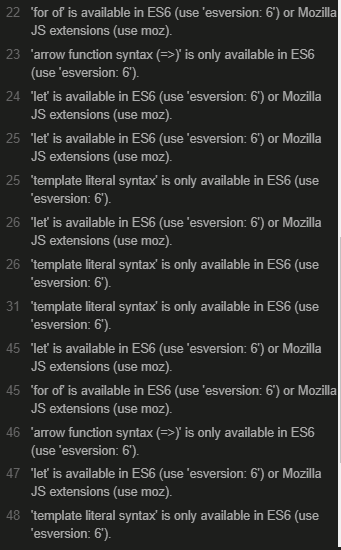 22 'for of' is available in ES6 (use 'esversion: 6') or Mozilla
JS extensions (use moz).
23 'arrow function syntax (=>)' is only available in ES6
(use 'esversion: 6').
24 'let' is available in ES6 (use 'esversion: 6') or Mozilla
JS extensions (use moz).
25 'let' is available in ES6 (use 'esversion: 6') or Mozilla
JS extensions (use moz).
25 'template literal syntax' is only available in ES6 (use
'esversion: 6').
26 'let' is available in ES6 (use 'esversion: 6') or Mozilla
JS extensions (use moz).
26 'template literal syntax' is only available in ES6 (use
'esversion: 6').
31 'template literal syntax' is only available in ES6 (use
'esversion: 6').
45 'let' is available in ES6 (use 'esversion: 6') or Mozilla
JS extensions (use moz).
45 'for of' is available in ES6 (use 'esversion: 6') or Mozilla
JS extensions (use moz).
46 'arrow function syntax (=>)' is only available in ES6
(use 'esversion: 6').
47 'let' is available in ES6 (use 'esversion: 6') or Mozilla
JS extensions (use moz).
48 'template literal syntax' is only available in ES6 (use
'esversion: 6').